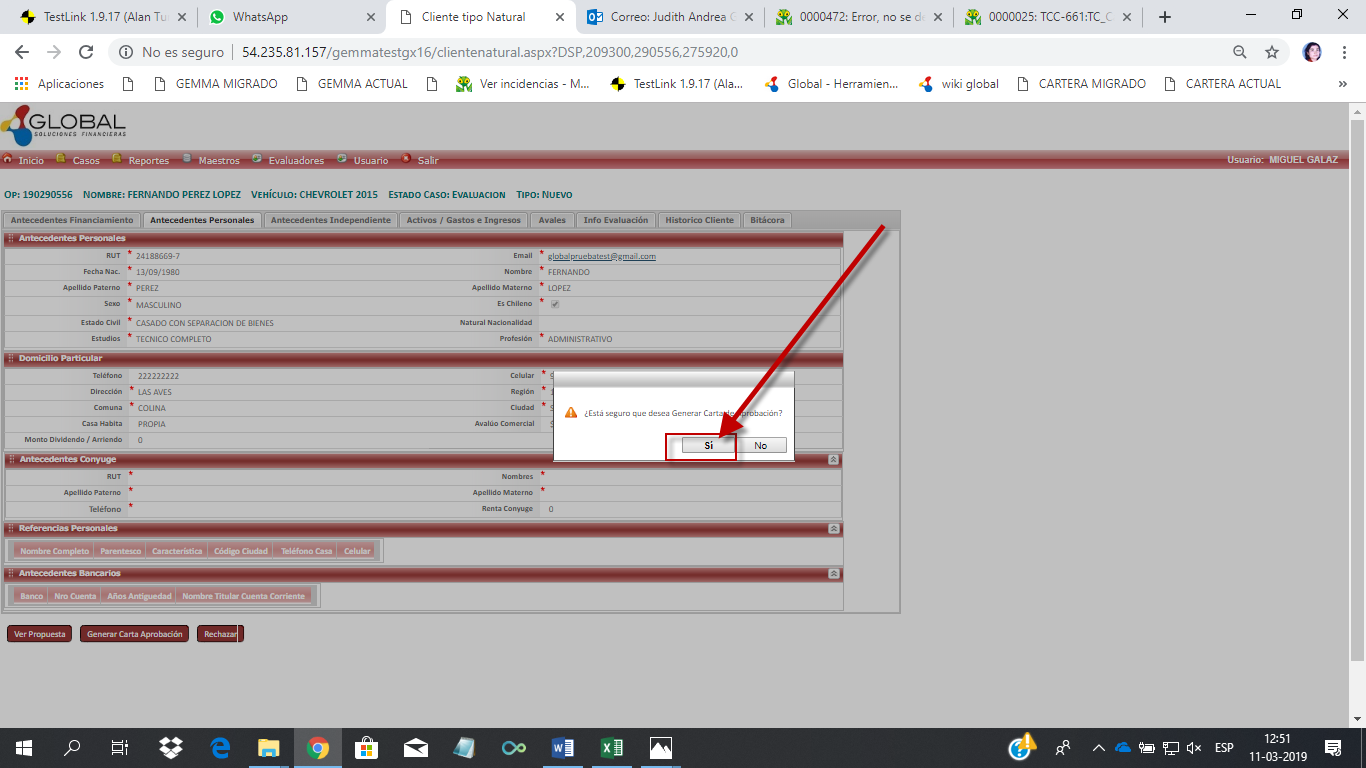 TestLink 1.9.17 (Alan Tu
WhatsApp
Cliente tipo Natural
Correo: Judith Andrea G
0000472: Error, no se de
0000025: TCC-661:TC_C
No es seguro
54.235.81.157/gemmatestgx16/clientenatural.aspx?DSP,209300,290556,275920,0
Aplicaciones
GEMMA MIGRADO
GEMMA ACTUAL
Ver incidencias - M...
TestLink 1.9.17 (Ala...
Global - Herramien...
wiki global
CARTERA MIGRADO
CARTERA ACTUAL
»
GLOBAL
SOLUCIONES FINANCIERAS
Inicio Casos Reportes Maestros Evaluadores Usuario Salir
Usuario: MIGUEL GALAZ
OP: 190290556 NOMBRE: FERNANDO PEREZ LOPEZ VEHÍCULO: CHEVROLET 2015 ESTADO CASO: EVALUACION TIPO: NUEVO
Antecedentes Financiamiento Antecedentes Personales Antecedentes Independiente Activos / Gastos e Ingresos Avales Info Evaluación Historico Cliente Bitácora
Antecedentes Personales
RUT * 24188669-7 Email * globalpruebatest@gmail.com
Fecha Nac. * 13/09/1980 Nombre * FERNANDO
Apellido Paterno * PEREZ Apellido Materno * LOPEZ
Sexo * MASCULINO Es Chileno *
Estado Civil * CASADO CON SEPARACION DE BIENES Natural Nacionalidad
Estudios * TECNICO COMPLETO Profesión * ADMINISTRATIVO
Domicilio Particular
Teléfono 222222222 Celular *
Dirección * LAS AVES Región *
Comuna * COLINA Ciudad *
Casa Habita PROPIA Avalúo Comercial
Monto Dividendo / Arriendo 0
¿Está seguro que desea Generar Carta de Aprobación?
Si No
Antecedentes Conyuge
RUT * Nombres *
Apellido Paterno * Apellido Materno *
Teléfono * Renta Conyuge 0
Referencias Personales
Nombre Completo Parentesco Característica Código Ciudad Teléfono Casa Celular
Antecedentes Bancarios
Banco Nro Cuenta Años Antiguedad Nombre Titular Cuenta Corriente
Ver Propuesta Generar Carta Aprobación Rechazar
ESP
12:51
11-03-2019